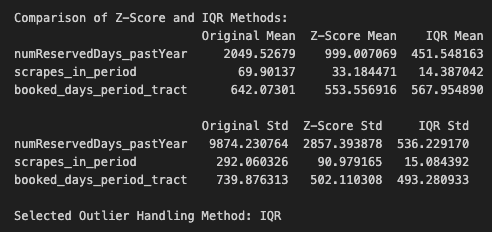 Comparison of Z-Score and IQR Methods:
Original Mean Z-Score Mean IQR Mean
numReservedDays_pastYear 2049.52679 999.007069 451.548163
scrapes_in_period 69.90137 33.184471 14.387042
booked_days_period_tract 642.07301 553.556916 567.954890
Original Std Z-Score Std IQR Std
numReservedDays_pastYear 9874.230764 2857.393878 536.229170
scrapes_in_period 292.060326 90.979165 15.084392
booked_days_period_tract 739.876313 502.110308 493.280933
Selected Outlier Handling Method: IQR